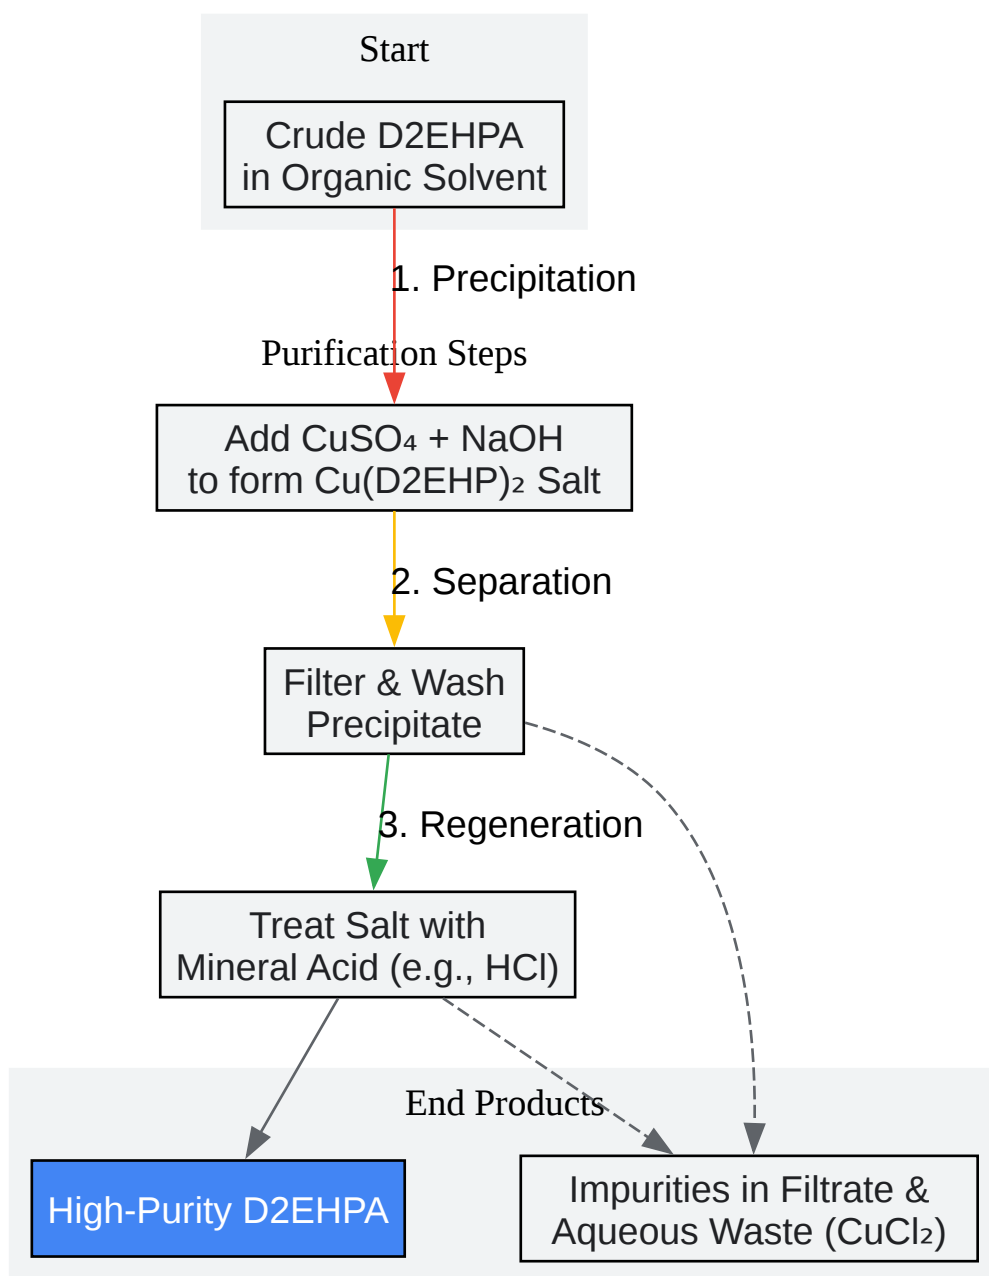 Start
Crude D2EHPA
in Organic Solvent
1. Precipitation
Purification Steps
Add CuSO₄ + NaOH
to form Cu(D2EHP)₂ Salt
2. Separation
Filter & Wash
Precipitate
3. Regeneration
Treat Salt with
Mineral Acid (e.g., HCl)
End Products
High-Purity D2EHPA
Impurities in Filtrate &
Aqueous Waste (CuCl₂)